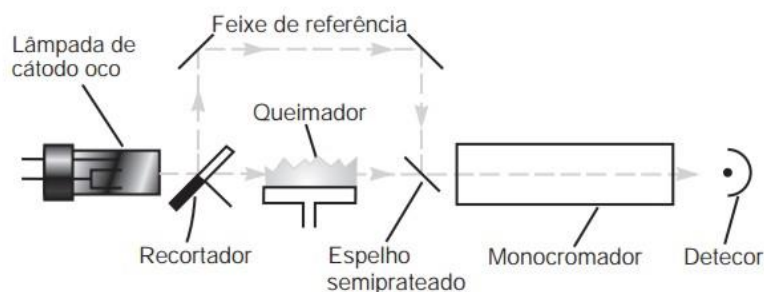 Feixe de referência
Lâmpada de
cátodo oco
Queimador
Recortador
Espelho
semiprateado
Monocromador
Detecor